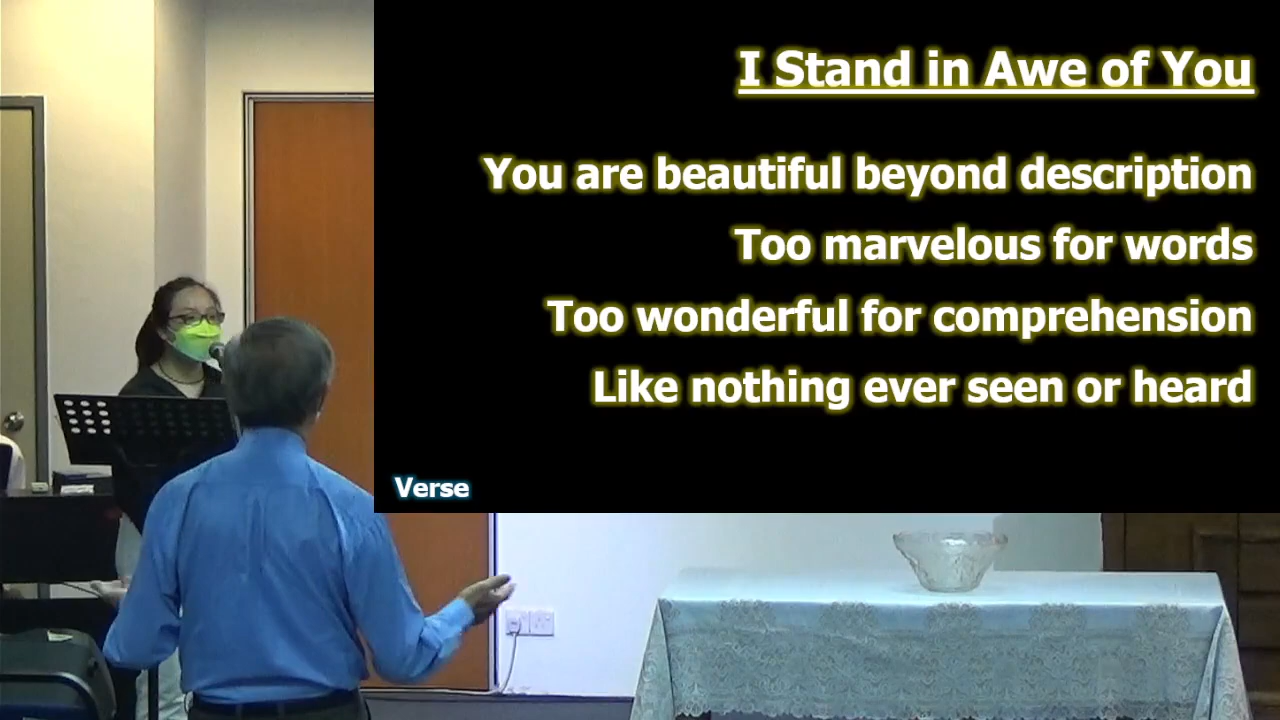 I Stand in Awe of You
You are beautiful beyond description
Too marvelous for words
Too wonderful for comprehension
Like nothing ever seen or heard
Verse